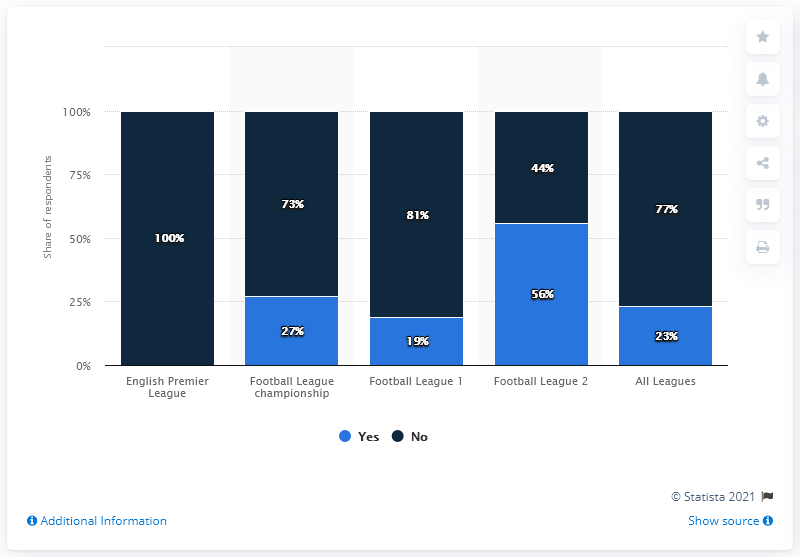 100%
75%
50%
25%
0%
Share of respondents
100%
73%
27%
81%
19%
44%
56%
77%
23%
English Premier
League
Football League
championship
Football League 1
Football League 2
All Leagues
Yes
No
© Statista 2021
Additional Information
Show source